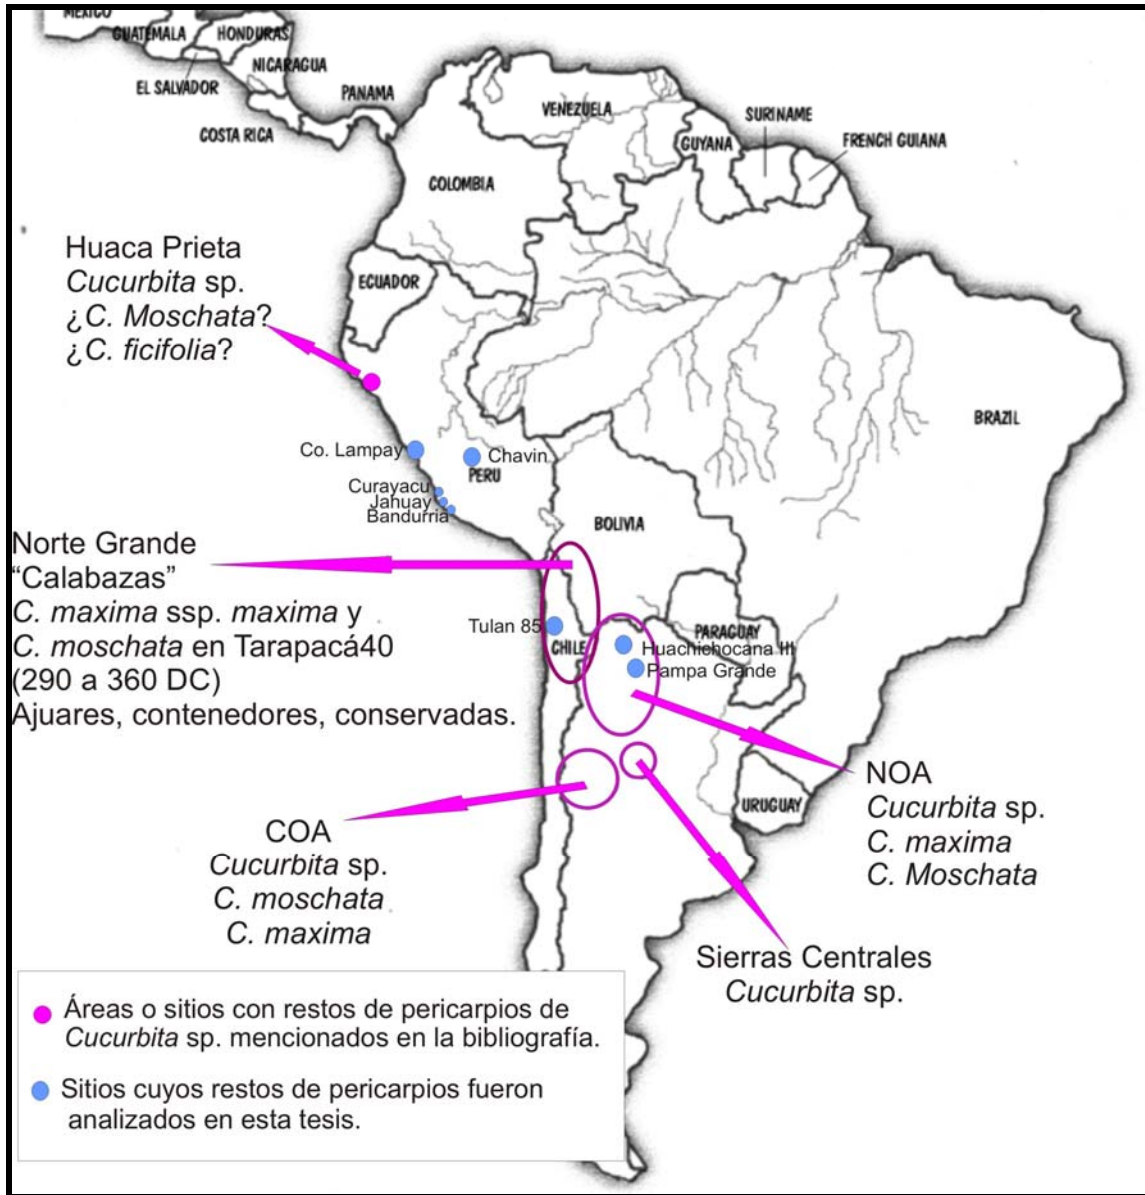 MEXICO
GUATEMALA
HONDURAS
NICARAGUA
EL SALVADOR
PANAMA
COSTA RICA
VENEZUELA
SURINAME
GUYANA
FRENCH GUIANA
COLOMBIA
ECUADOR
Huaca Prieta
Cucurbita sp.
¿C. Moschata?
¿C. ficifolia?
BRAZIL
Co. Lampay
Chavin
PERU
Curayacu
Jahuay
Bandurria
BOLIVIA
Norte Grande
“Calabazas”
C. maxima ssp. maxima y
C. moschata en Tarapacá40
(290 a 360 DC)
Ajuares, contenedores, conservadas.
Tulan 85
CHILE
PARAGUAY
Huachichocana III
Pampa Grande
NOA
Cucurbita sp.
C. maxima
C. Moschata
URUGUAY
COA
Cucurbita sp.
C. moschata
C. maxima
Sierras Centrales
Cucurbita sp.
Áreas o sitios con restos de pericarpios de
Cucurbita sp. mencionados en la bibliografía.
Sitios cuyos restos de pericarpios fueron
analizados en esta tesis.